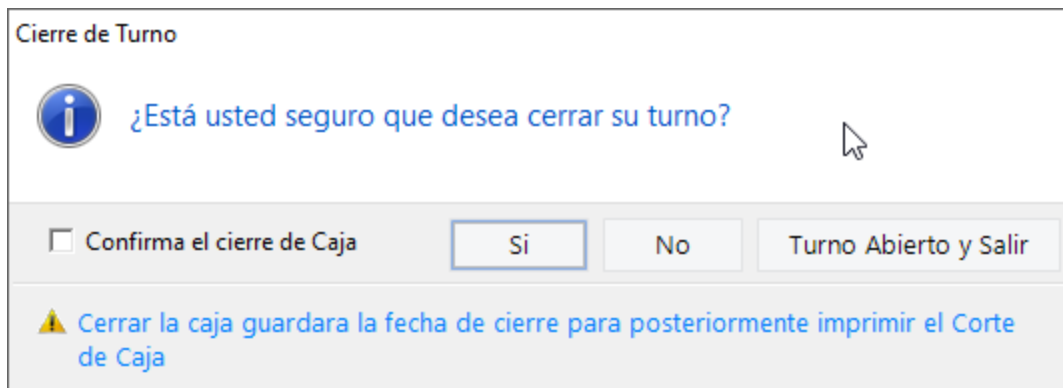 Cierre de Turno
¿Está usted seguro que desea cerrar su turno?
Confirma el cierre de Caja
Si
No
Turno Abierto y Salir
Cerrar la caja guardara la fecha de cierre para posteriormente imprimir el Corte
de Caja